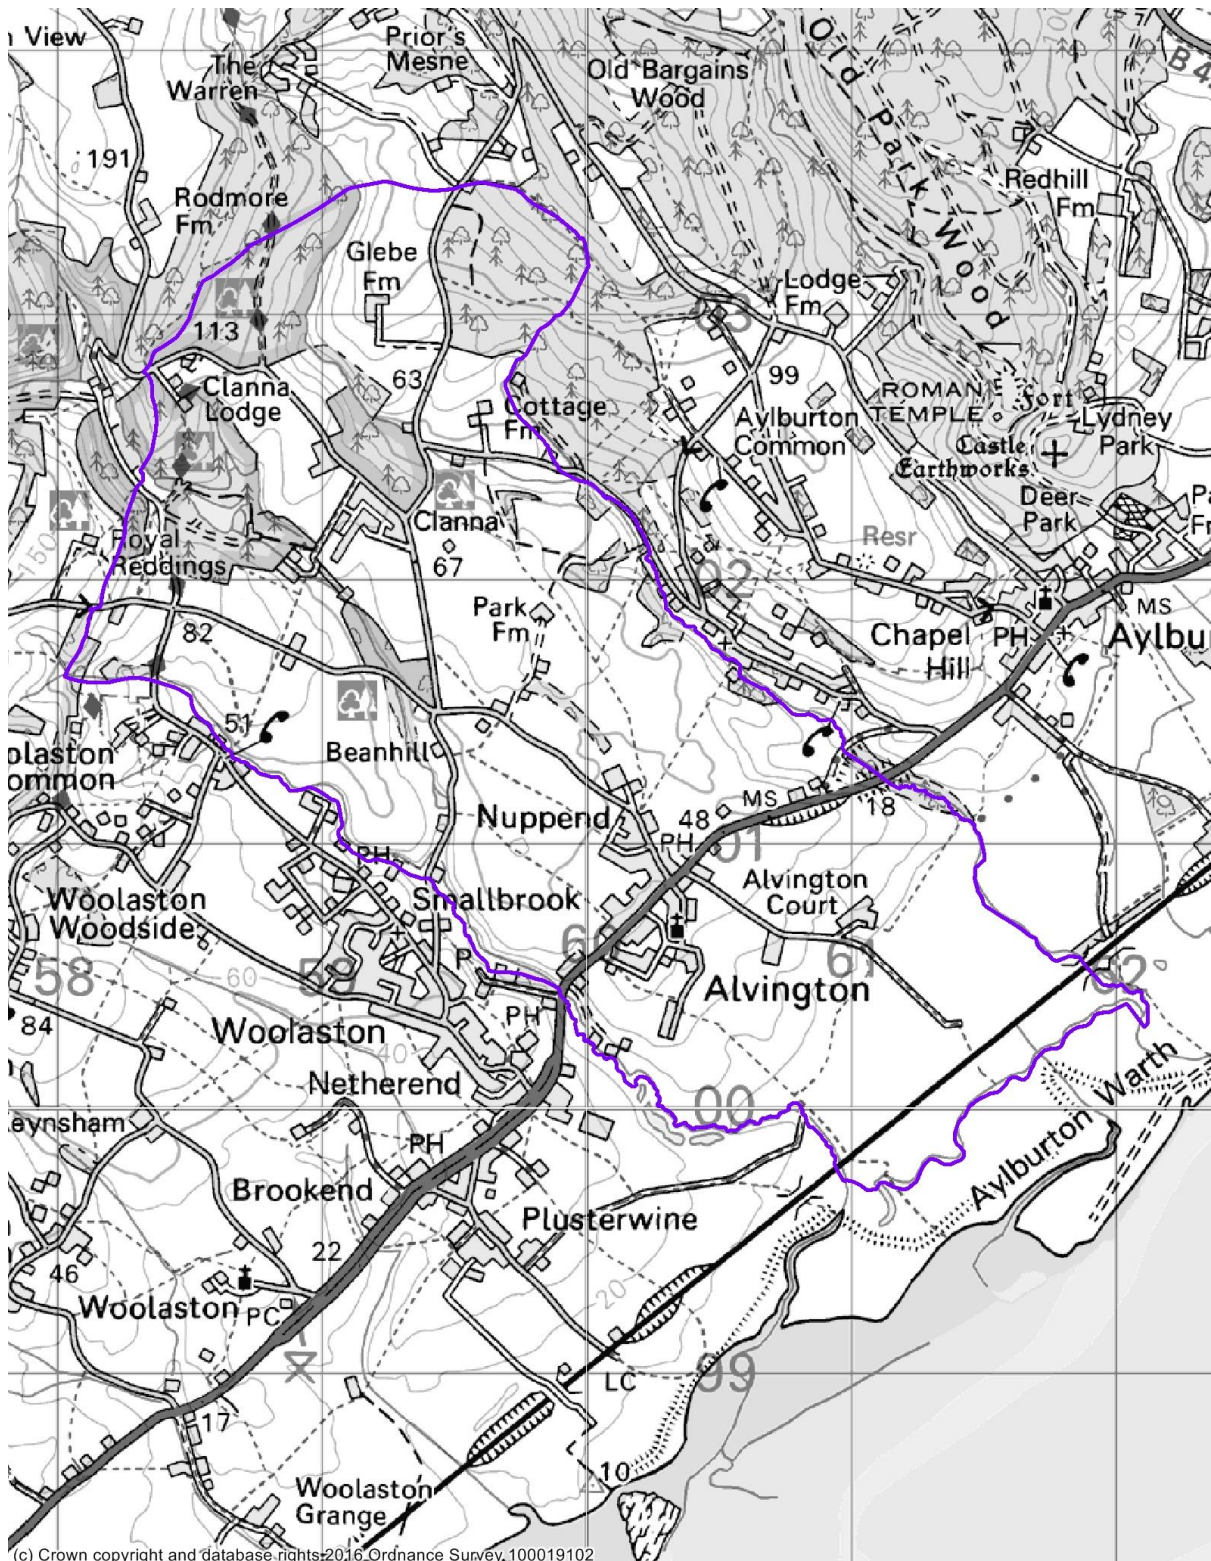 View
Prior's
Mesne
The
Warren
Old Bargains
Wood
Old Park Wood
B 4
191
Rodmore
Fm
Redhill
Fm
Glebe
Fm
Lodge
Fm
83
113
63
99
Clanna
Lodge
Cottage
Fm
Aylburton
Common
ROMAN
TEMPLE
Fort
Castle
Earthworks
Lydney
Park
Deer
Park
150
Clanna
67
Royal
Reddings
Resr
82
Park
Fm
02
MS
82
Chapel
Hill
PH
51
Beanhill
Nuppend
MS
48
18
PH
01
PH
Woolaston
Woodside
Smallbrook
Alvington
Court
58
59
60
61
02
60
P
Alvington
84
Woolaston
PH
40
Netherend
00
PH
Aylburton Warth
Brookend
Plusterwine
22
46
Woolaston
PC
20
99
LC
17
10
Woolaston
Grange
(c) Crown copyright and database rights 2016 Ordnance Survey 100019102